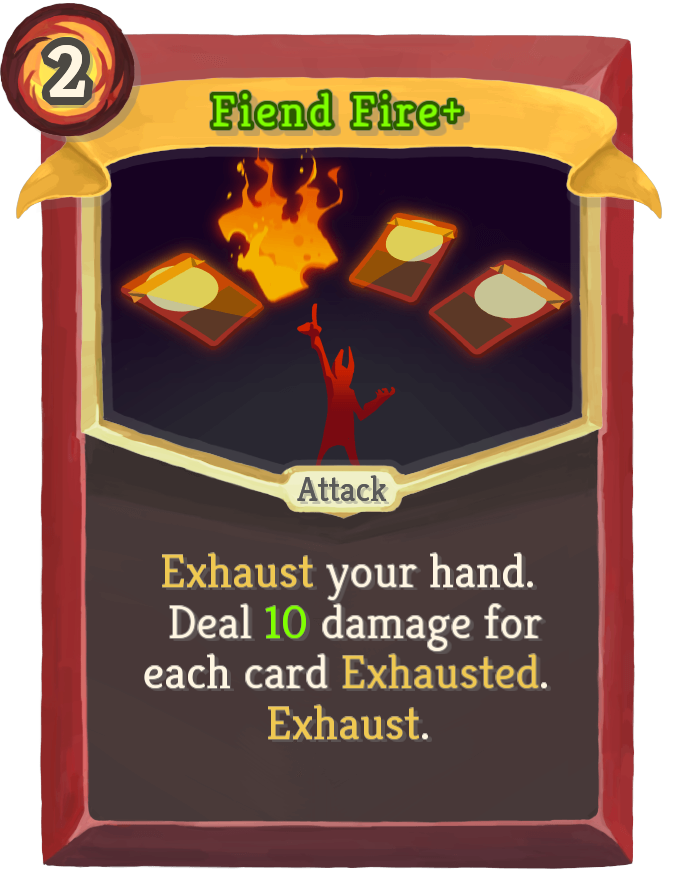 2
Fiend Fire+
Attack
Exhaust your hand.
Deal 10 damage for
each card Exhausted.
Exhaust.